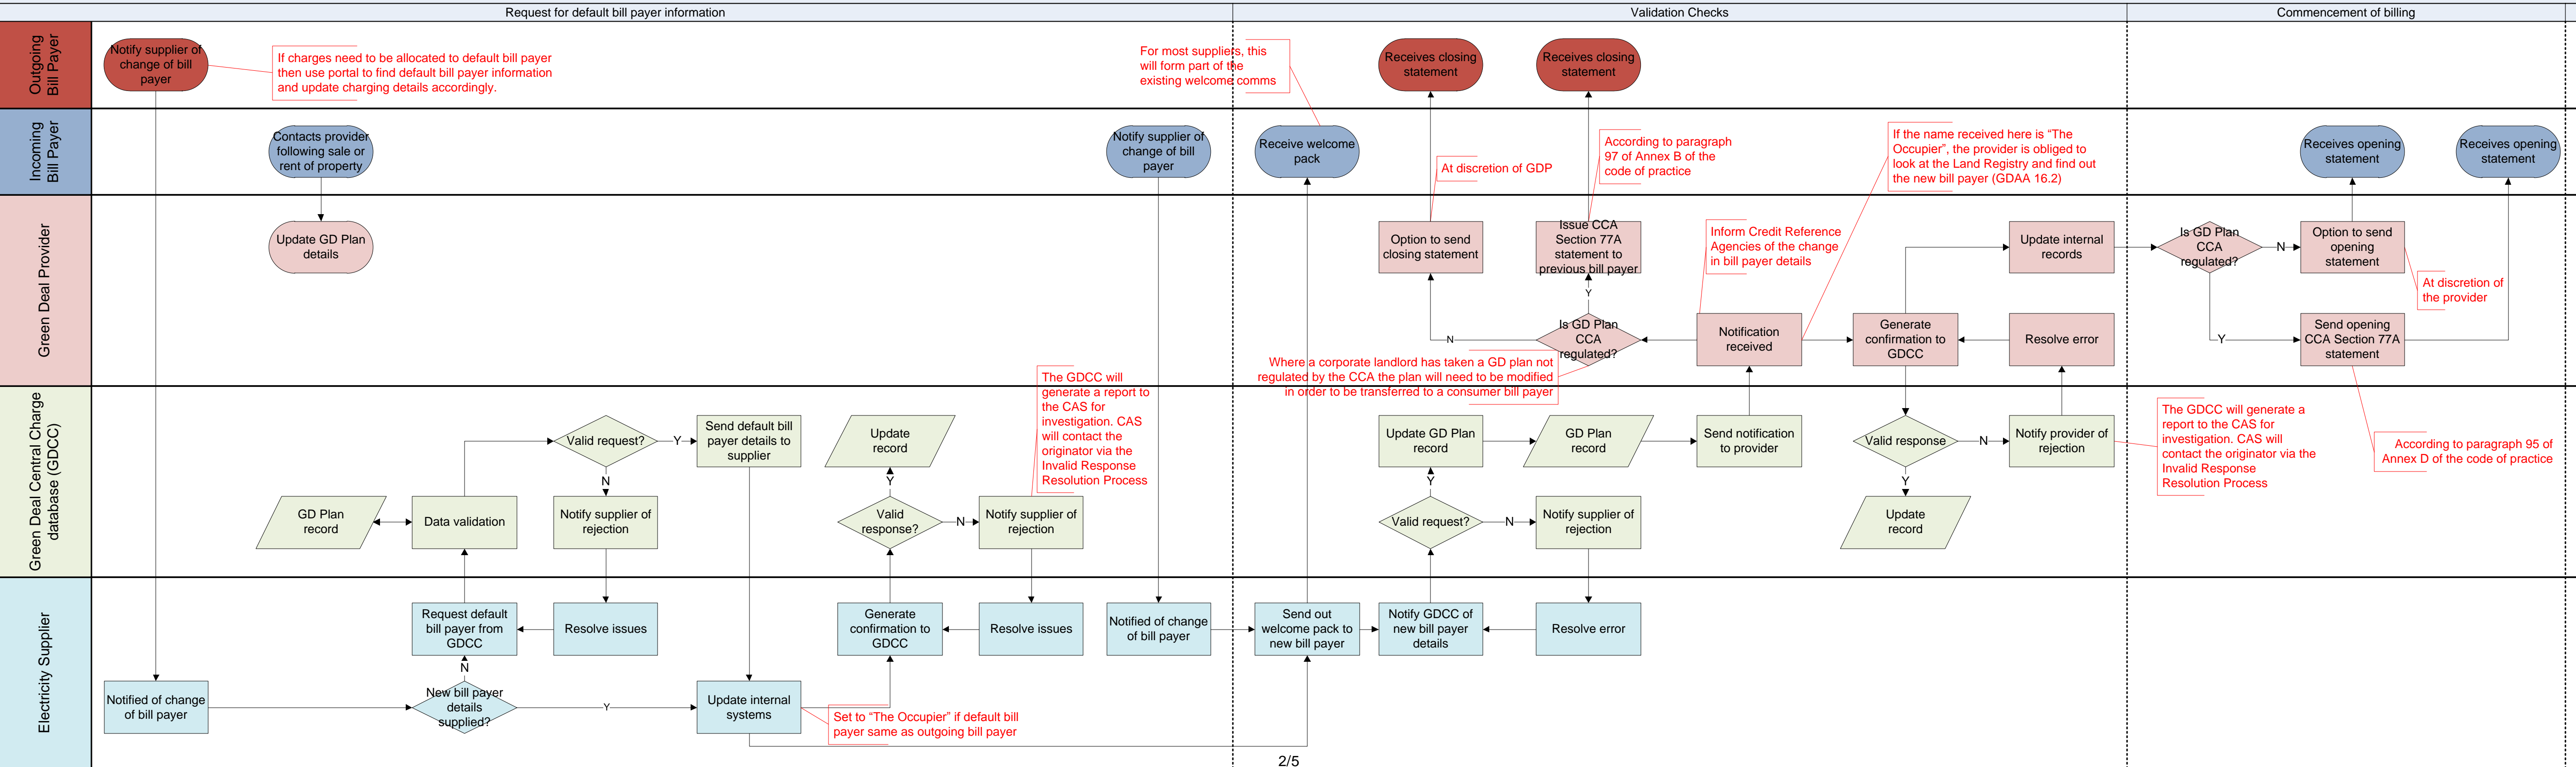 Request for default bill payer information
Validation Checks
Commencement of billing
Outgoing
Bill Payer
Notify supplier of
change of bill
payer
If charges need to be allocated to default bill payer
then use portal to find default bill payer information
and update charging details accordingly.
For most suppliers, this
will form part of the
existing welcome comms
Receives closing
statement
Receives closing
statement
Incoming
Bill Payer
Contacts provider
following sale or
rent of property
Notify supplier of
change of bill
payer
Receive welcome
pack
At discretion of GDP
According to paragraph
97 of Annex B of the
code of practice
If the name received here is “The
Occupier”, the provider is obliged to
look at the Land Registry and find out
the new bill payer (GDAA 16.2)
Receives opening
statement
Receives opening
statement
Green Deal Provider
Update GD Plan
details
Option to send
closing statement
Issue CCA
Section 77A
statement to
previous bill payer
Inform Credit Reference
Agencies of the change
in bill payer details
Update internal
records
Is GD Plan
CCA
regulated?
N
Option to send
opening
statement
At discretion of
the provider
Y
N
Is GD Plan
CCA
regulated?
Notification
received
Generate
confirmation to
GDCC
Resolve error
Y
Send opening
CCA Section 77A
statement
Where a corporate landlord has taken a GD plan not
regulated by the CCA the plan will need to be modified
in order to be transferred to a consumer bill payer
Green Deal Central Charge
database (GDCC)
The GDCC will
generate a report to
the CAS for
investigation. CAS
will contact the
originator via the
Invalid Response
Resolution Process
Valid request?
Y
Send default bill
payer details to
supplier
Update
record
Update GD Plan
record
GD Plan
record
Send notification
to provider
Valid response
N
Notify provider of
rejection
The GDCC will generate a
report to the CAS for
investigation. CAS will
contact the originator via the
Invalid Response
Resolution Process
According to paragraph 95 of
Annex D of the code of practice
N
Y
Y
Y
GD Plan
record
Data validation
Notify supplier of
rejection
Valid
response?
N
Notify supplier of
rejection
Valid request?
N
Notify supplier of
rejection
Update
record
Electricity Supplier
Request default
bill payer from
GDCC
Resolve issues
Generate
confirmation to
GDCC
Resolve issues
Notified of change
of bill payer
Send out
welcome pack to
new bill payer
Notify GDCC of
new bill payer
details
Resolve error
N
Notified of change
of bill payer
New bill payer
details
supplied?
Y
Update internal
systems
Set to “The Occupier” if default bill
payer same as outgoing bill payer
2/5